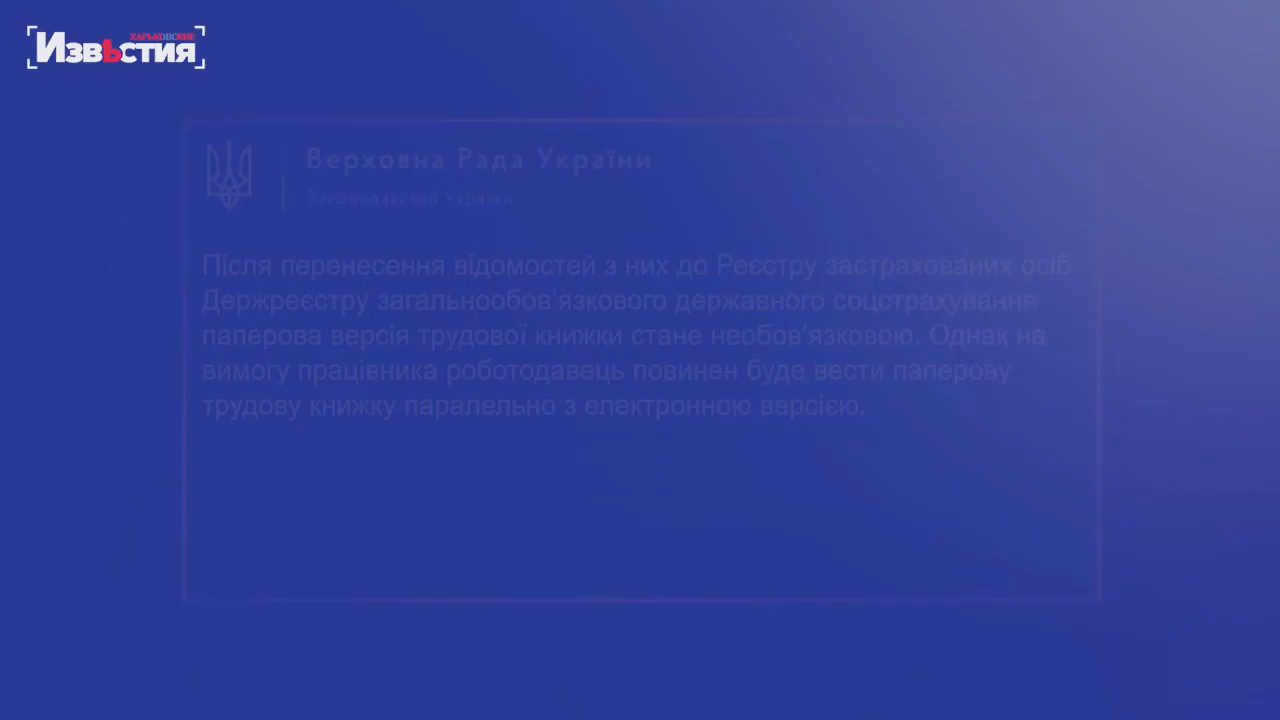 ХАРЬКОВСКИЕ
ИзвЬстия
Верховна Рада України
Законодавство України
Після перенесення відомостей з них до Реєстру застрахованих осіб
Держреєстру загальнообов'язкового державного соцстрахування
паперова версія трудової книжки стане необов'язковою. Однак на
вимогу працівника роботодавець повинен буде вести паперову
трудову книжку паралельно з електронною версією.